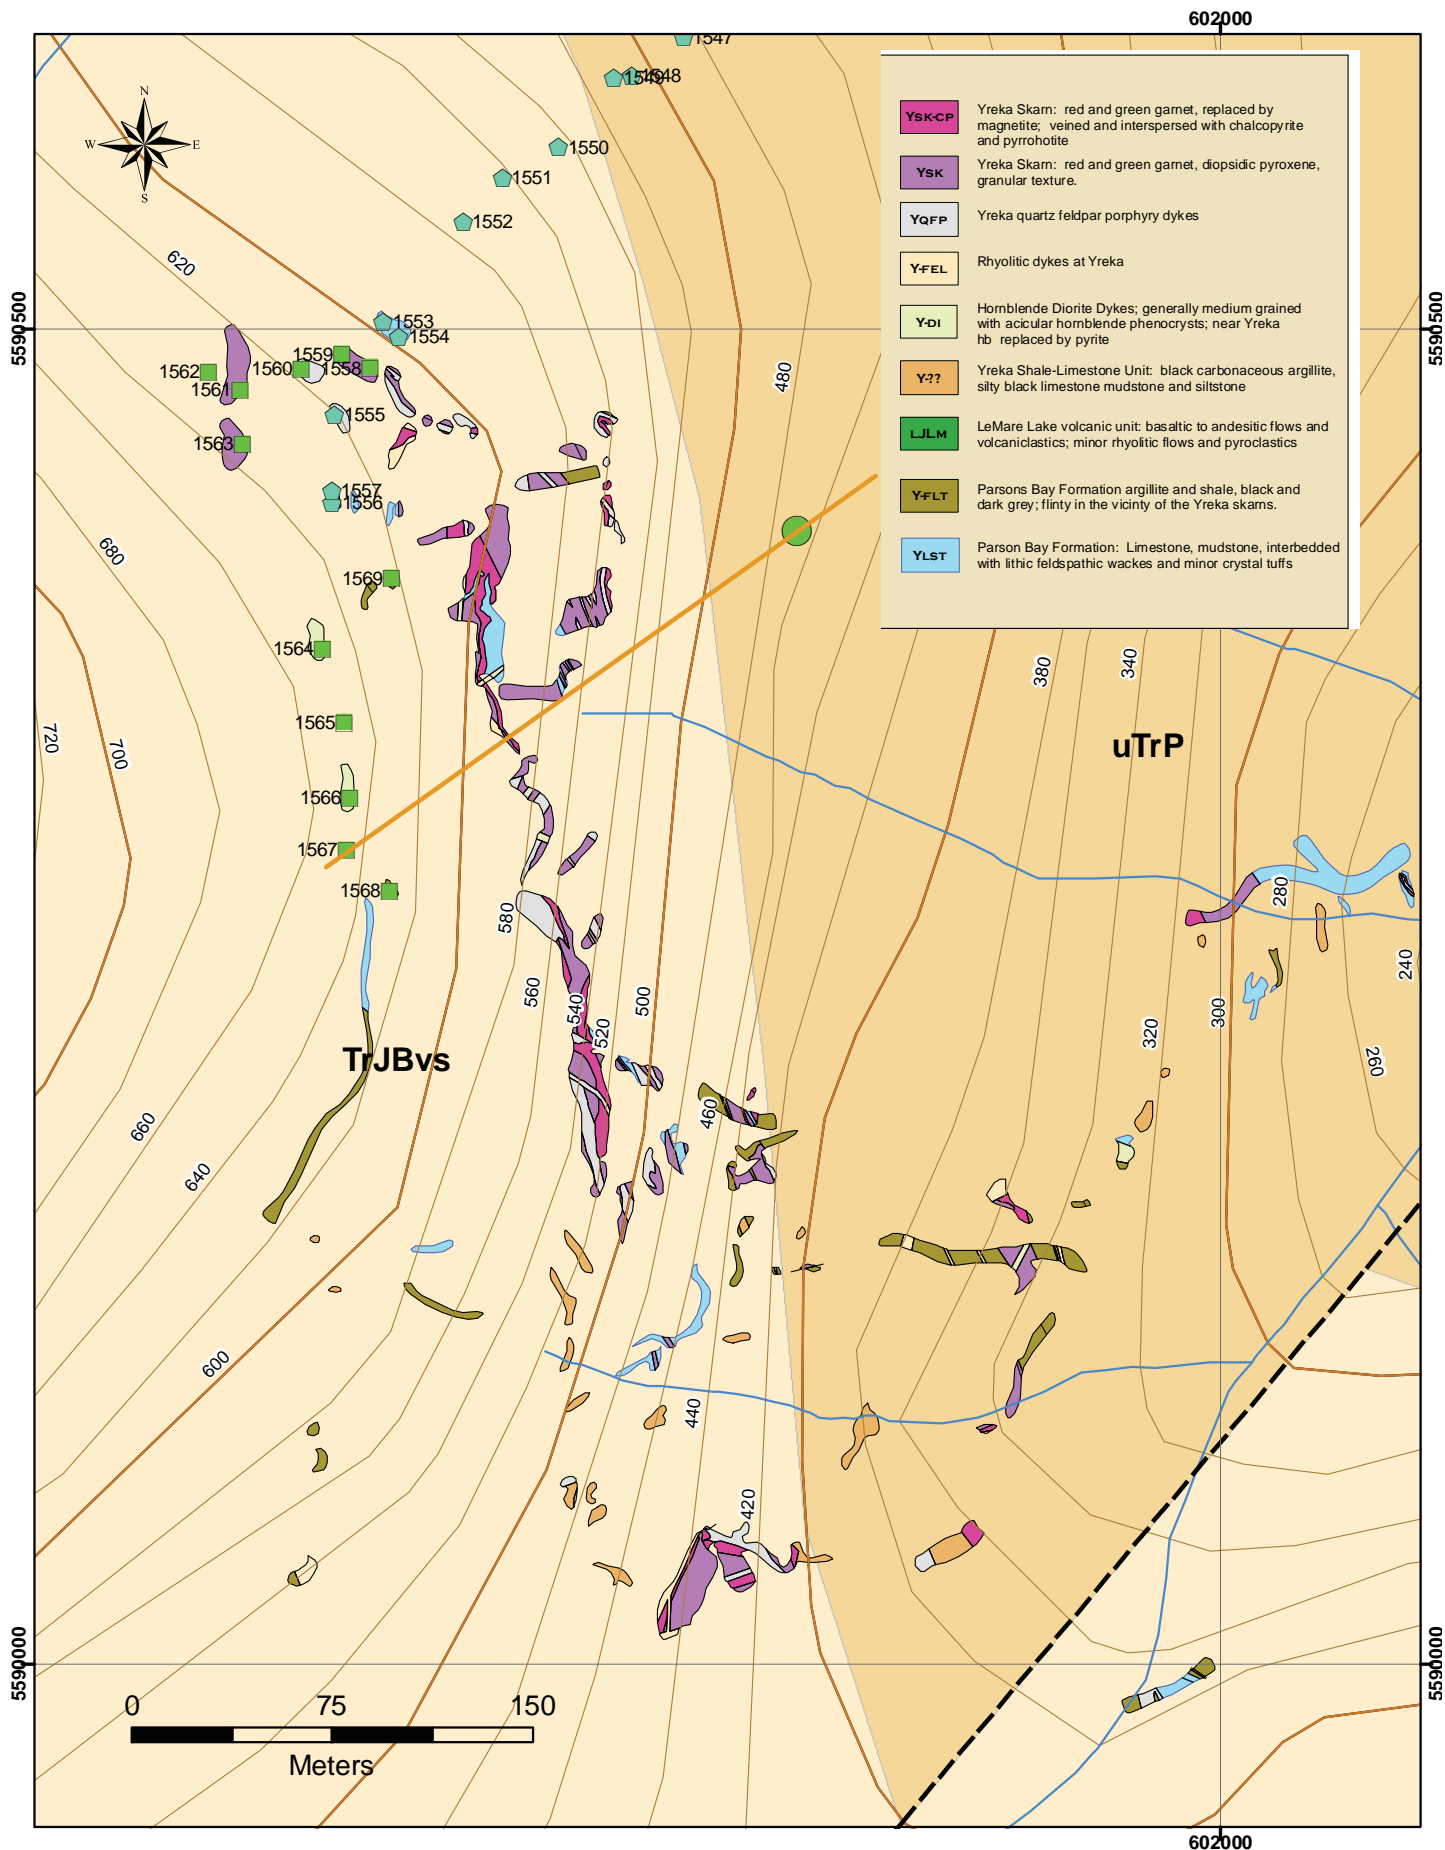 602000
1547
1549
1548
N
W E
S
1550
1551
1552
YSK-CP Yreka Skarn: red and green garnet, replaced by
magnetite; veined and interspersed with chalcopyrite
and pyrrohotite
YSK Yreka Skarn: red and green garnet, diopsidic pyroxene,
granular texture.
YQFP Yreka quartz feldpar porphyry dykes
Y-FEL Rhyolitic dykes at Yreka
Y-DI Hornblende Diorite Dykes; generally medium grained
with acicular hornblende phenocrysts; near Yreka
hb replaced by pyrite
Y-?? Yreka Shale-Limestone Unit: black carbonaceous argillite,
silty black limestone mudstone and siltstone
LJLM LeMare Lake volcanic unit: basaltic to andesitic flows and
volcaniclastics; minor rhyolitic flows and pyroclastics
Y-FLT Parsons Bay Formation argillite and shale, black and
dark grey; flinty in the vicinty of the Yreka skarns.
YLST Parson Bay Formation: Limestone, mudstone, interbedded
with lithic feldspathic wackes and minor crystal tuffs
620
5590500
5590500
1553
1554
1559
1562
1560
1558
1561
480
1555
1563
1557
1556
680
1569
1564
380
340
1565
720
700
uTrP
1566
1567
1568
280
580
240
560
540
500
300
520
320
TrJBvs
260
460
660
640
600
440
420
5590000
5590000
0 75 150
Meters
602000